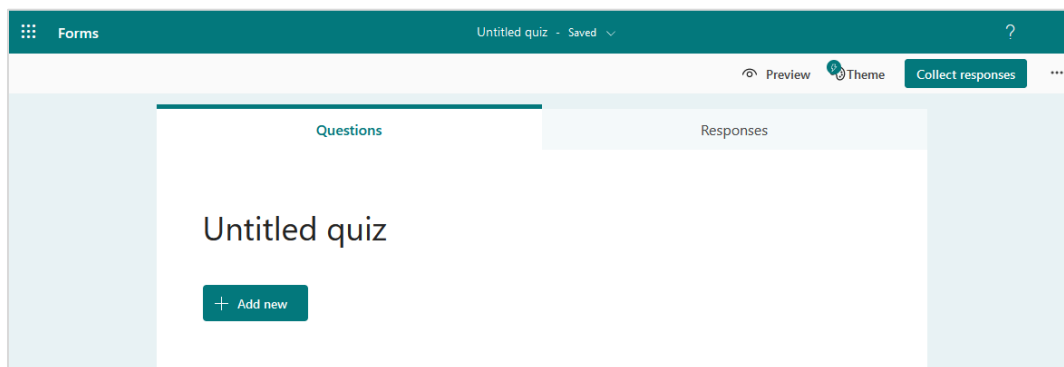 Forms
Untitled quiz - Saved
?
Preview
Theme
Collect responses
...
Questions
Responses
Untitled quiz
+ Add new